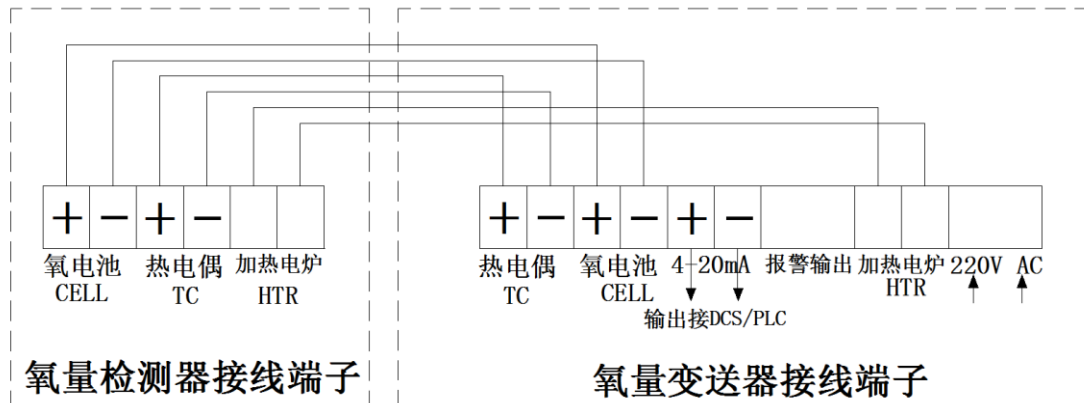 + - + -
+ - + - + -
氧电池 热电偶 加热电炉
CELL TC HTR
热电偶 氧电池 4-20mA 报警输出 加热电炉 220V AC
TC CELL HTR
输出接DCS/PLC
氧量检测器接线端子
氧量变送器接线端子